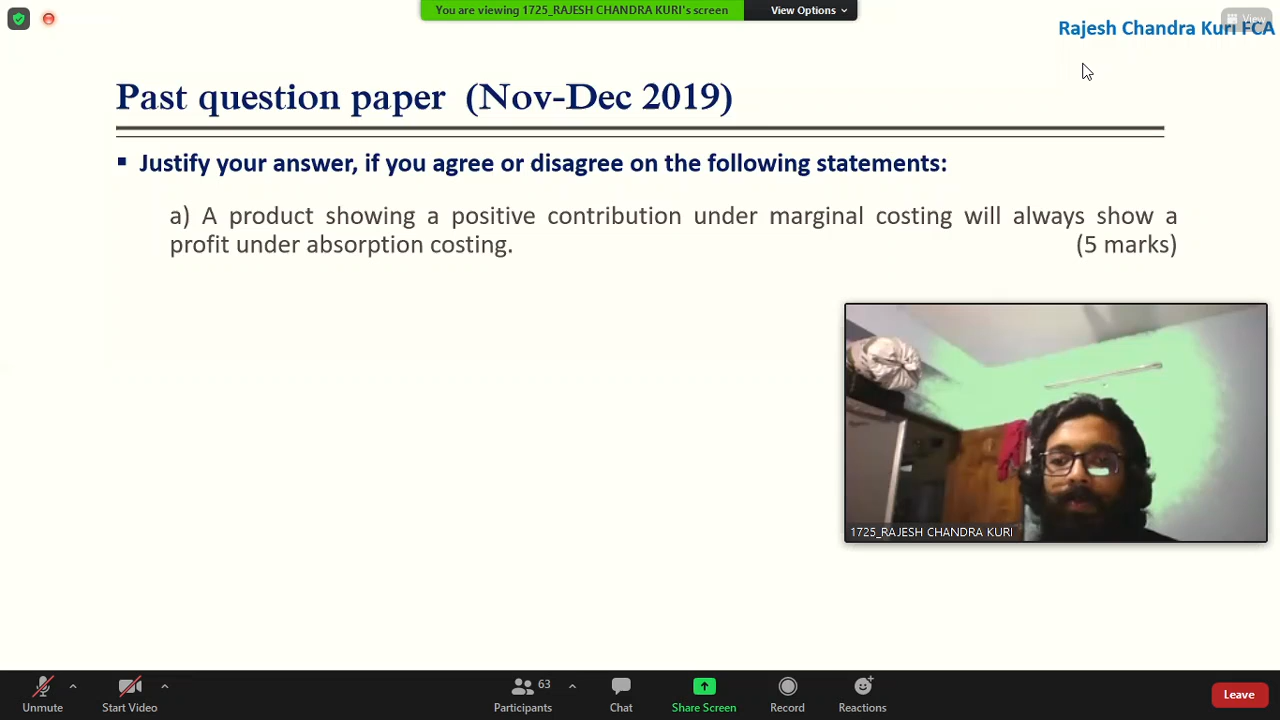 You are viewing 1725_RAJESH CHANDRA KURI's screen
View Options
View
Rajesh Chandra Kuri FCA
Past question paper (Nov-Dec 2019)
▪ Justify your answer, if you agree or disagree on the following statements:
a) A product showing a positive contribution under marginal costing will always show a
profit under absorption costing. (5 marks)
1725_RAJESH CHANDRA KURI
63
Unmute
Start Video
Participants
Chat
Share Screen
Record
Reactions
Leave